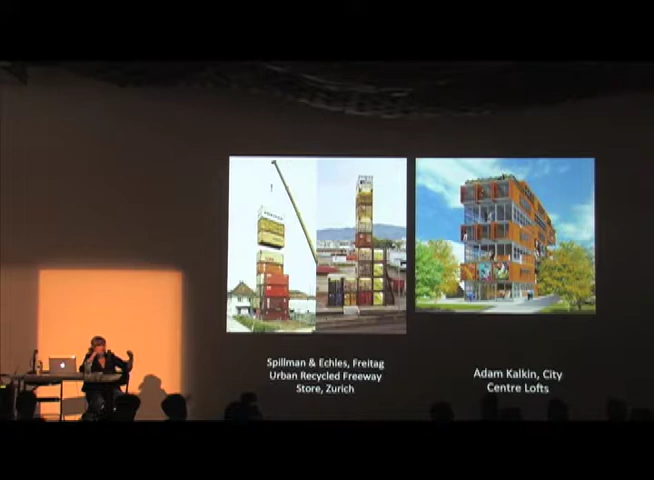 Spillman & Echles, Freitag
Urban Recycled Freeway
Store, Zurich
Adam Kalkin, City
Centre Lofts